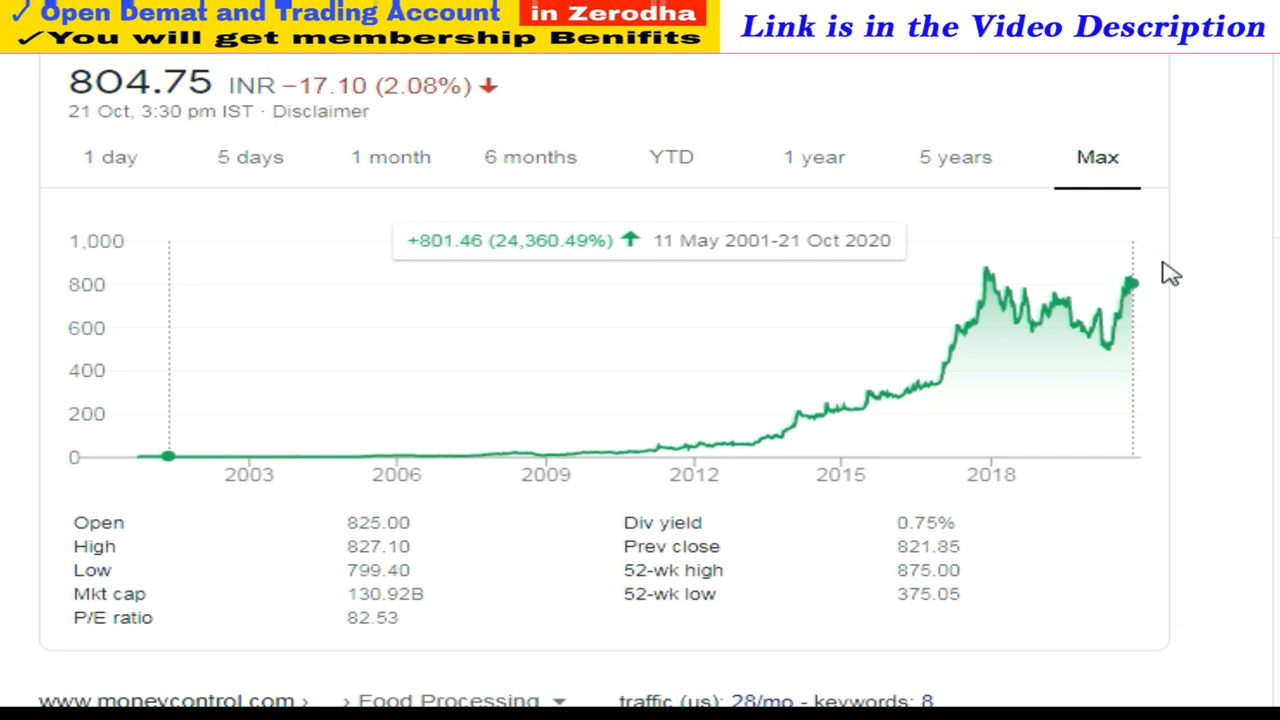 ✓ Open Demat and Trading Account in Zerodha
✓You will get membership Benifits
Link is in the Video Description
804.75 INR −17.10 (2.08%) ↓
21 Oct, 3:30 pm IST · Disclaimer
1 day 5 days 1 month 6 months YTD 1 year 5 years Max
+801.46 (24,360.49%) ↑ 11 May 2001-21 Oct 2020
1,000
800
600
400
200
0
2003 2006 2009 2012 2015 2018
Open 825.00 Div yield 0.75%
High 827.10 Prev close 821.85
Low 799.40 52-wk high 875.00
Mkt cap 130.92B 52-wk low 375.05
P/E ratio 82.53
www.moneycontrol.com › › Food Processing traffic (us): 28/mo - keywords: 8